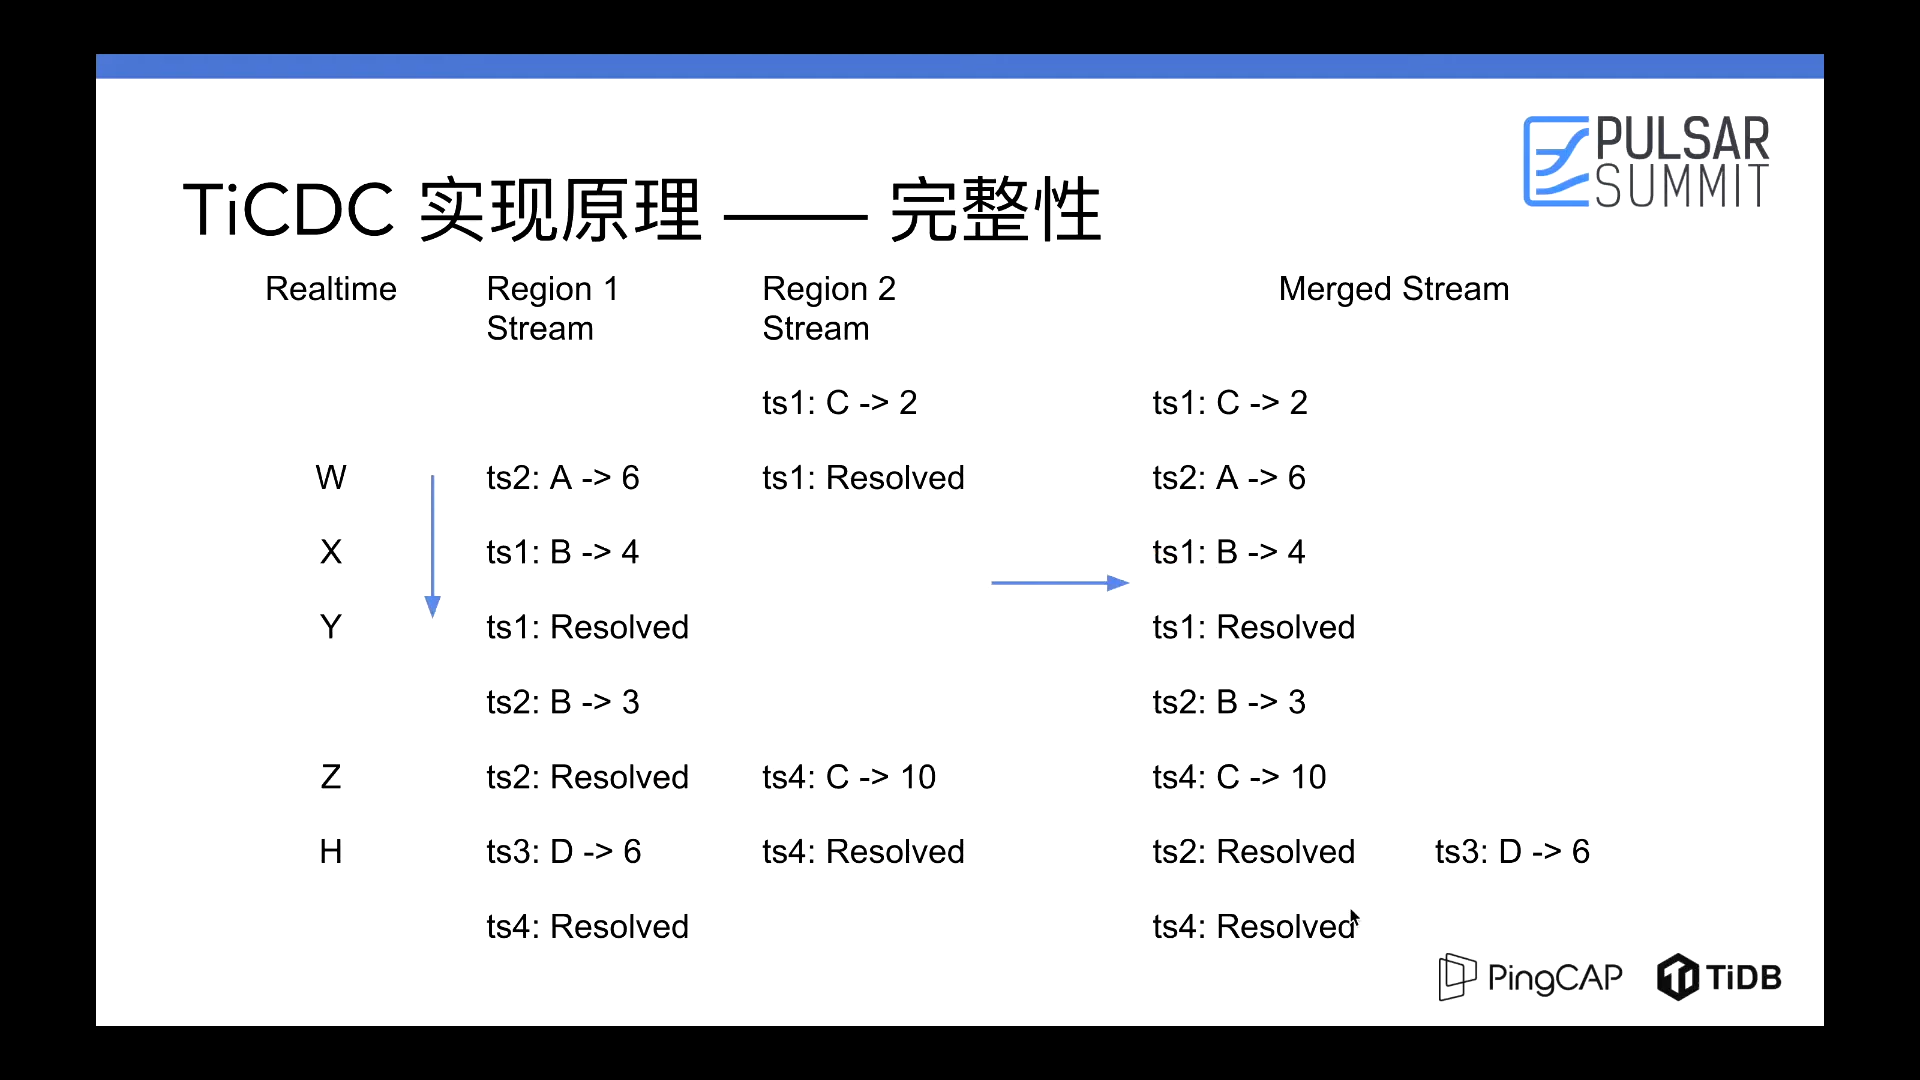 PULSAR
SUMMIT
TiCDC 实现原理 —— 完整性
Realtime Region 1 Stream Region 2 Stream Merged Stream
ts1: C -> 2 ts1: C -> 2
W ts2: A -> 6 ts1: Resolved ts2: A -> 6
X ts1: B -> 4 ts1: B -> 4
Y ts1: Resolved ts1: Resolved
ts2: B -> 3 ts2: B -> 3
Z ts2: Resolved ts4: C -> 10 ts4: C -> 10
H ts3: D -> 6 ts4: Resolved ts2: Resolved ts3: D -> 6
ts4: Resolved ts4: Resolved
PingCAP TiDB